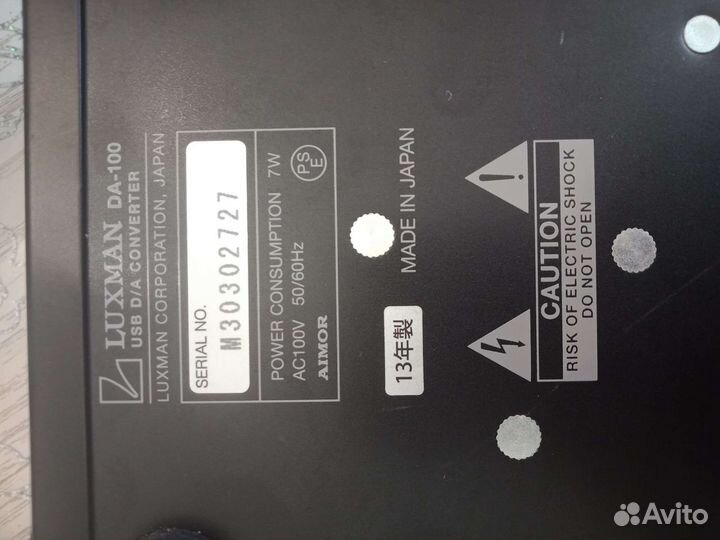 LUXMAN DA-100
USB D/A CONVERTER
LUXMAN CORPORATION, JAPAN
SERIAL NO.
M30302727
POWER CONSUMPTION 7W
AC100V 50/60Hz
AIMOR
PS
E
MADE IN JAPAN
13年製
!
CAUTION
RISK OF ELECTRIC SHOCK
DO NOT OPEN
Avito